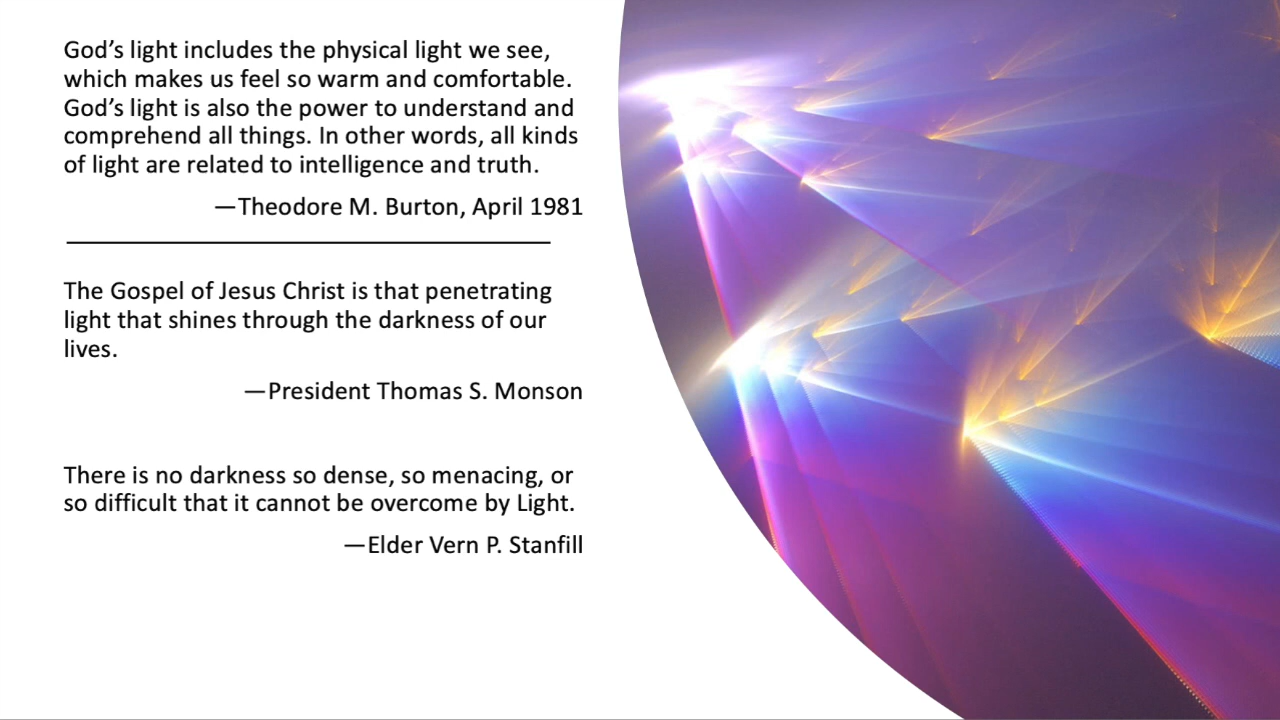 God’s light includes the physical light we see,
which makes us feel so warm and comfortable.
God’s light is also the power to understand and
comprehend all things. In other words, all kinds
of light are related to intelligence and truth.
—Theodore M. Burton, April 1981
The Gospel of Jesus Christ is that penetrating
light that shines through the darkness of our
lives.
—President Thomas S. Monson
There is no darkness so dense, so menacing, or
so difficult that it cannot be overcome by Light.
—Elder Vern P. Stanfill